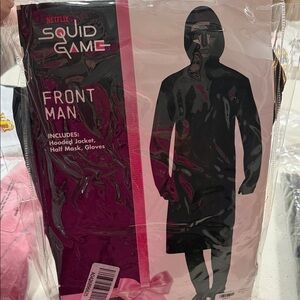 NETFLIX
SQUID
GAME
FRONT
MAN
INCLUDES:
Hooded Jacket,
Half Mask, Gloves